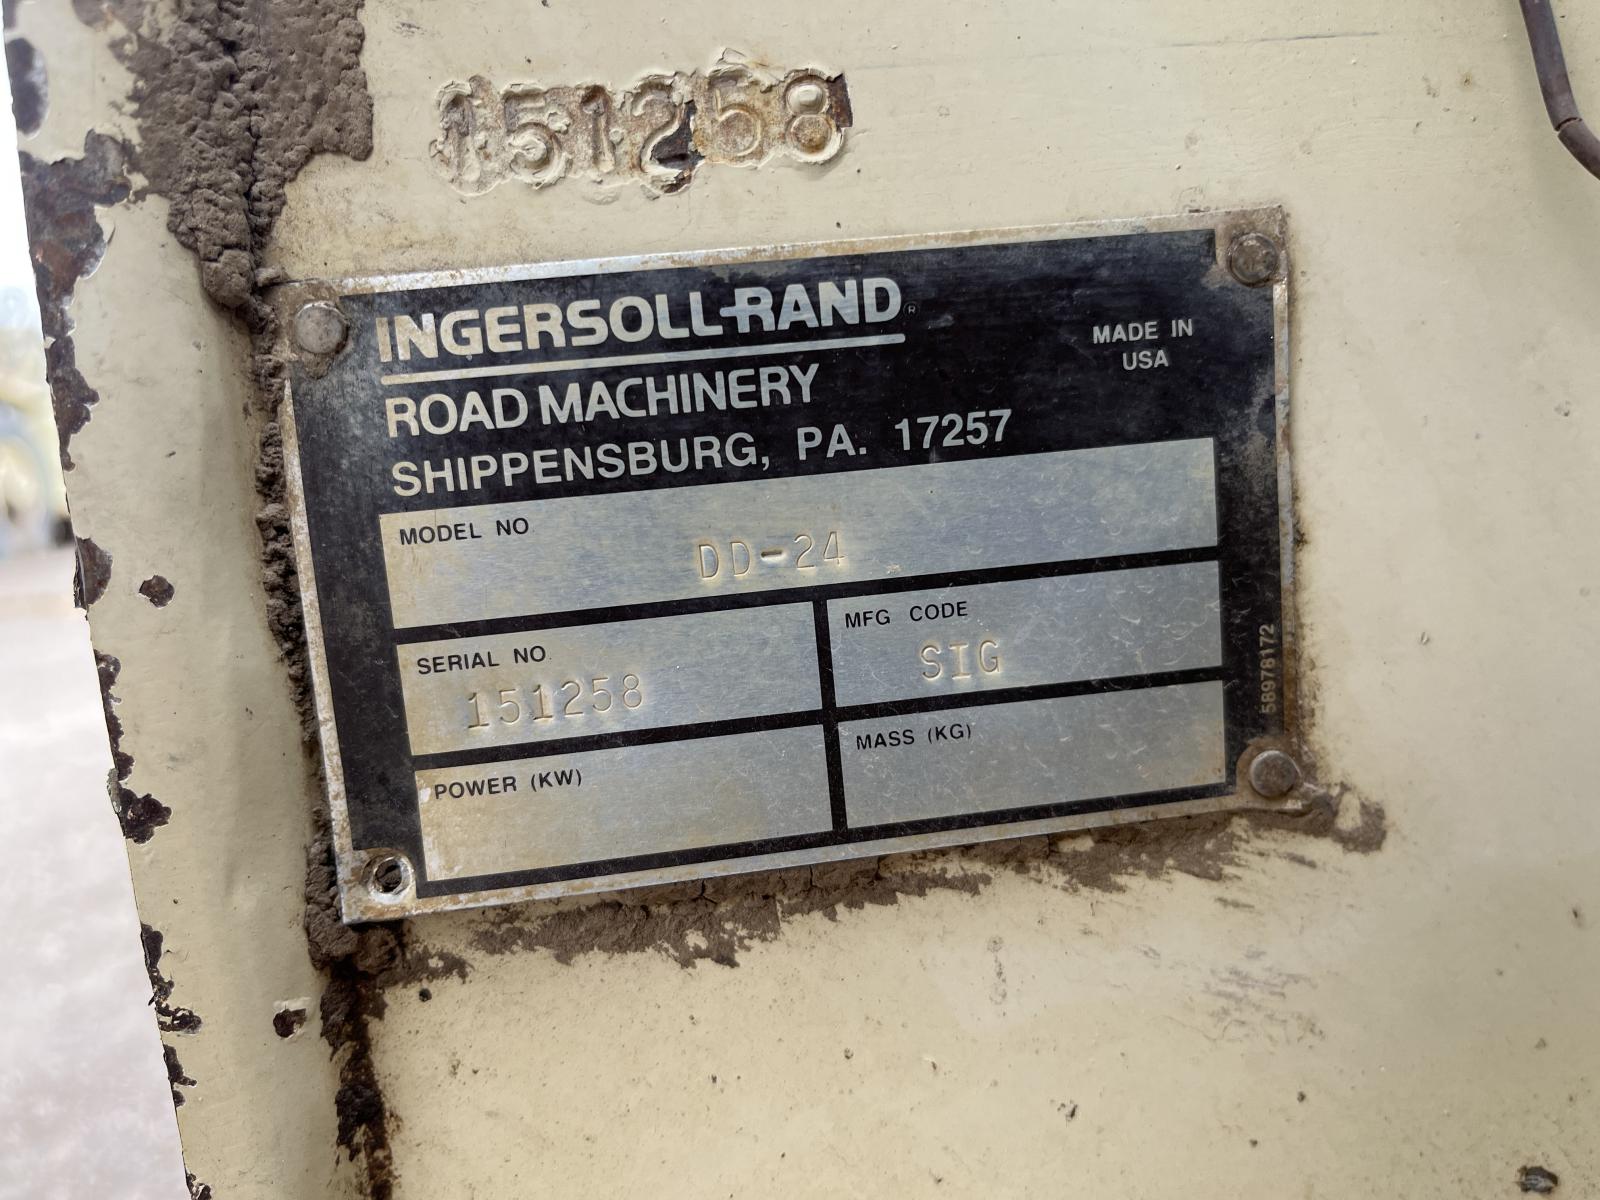 151258
INGERSOLL-RAND®
ROAD MACHINERY
SHIPPENSBURG, PA. 17257
MADE IN
USA
MODEL NO
DD-24
SERIAL NO
151258
MFG CODE
SIG
POWER (KW)
MASS (KG)
58978172